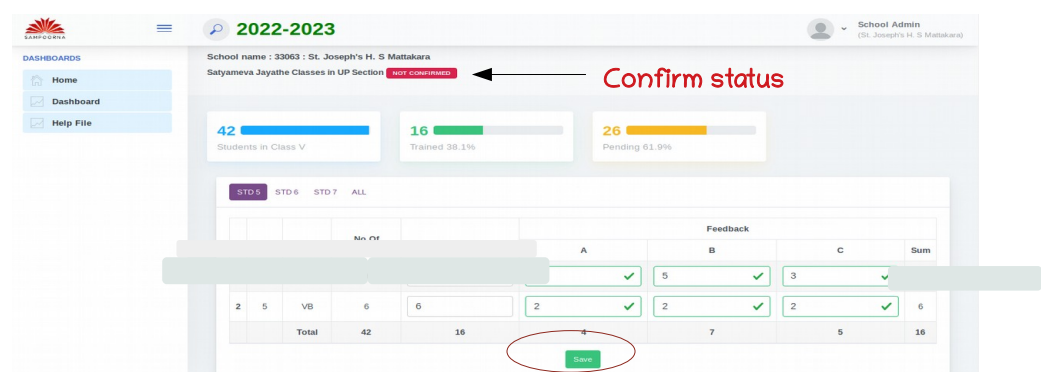 SAMPOORNA
2022-2023
School Admin
(St. Joseph's H. S Mattakara)
DASHBOARDS
Home
Dashboard
Help File
School name : 33063 : St. Joseph's H. S Mattakara
Satyameva Jayathe Classes in UP Section NOT CONFIRMED
Confirm status
42
Students in Class V
16
Trained 38.1%
26
Pending 61.9%
STD 5 STD 6 STD 7 ALL
Feedback
No Of
A B C Sum
5 3
2 5 VB 6 6 2 2 2 6
Total 42 16 4 7 5 16
Save